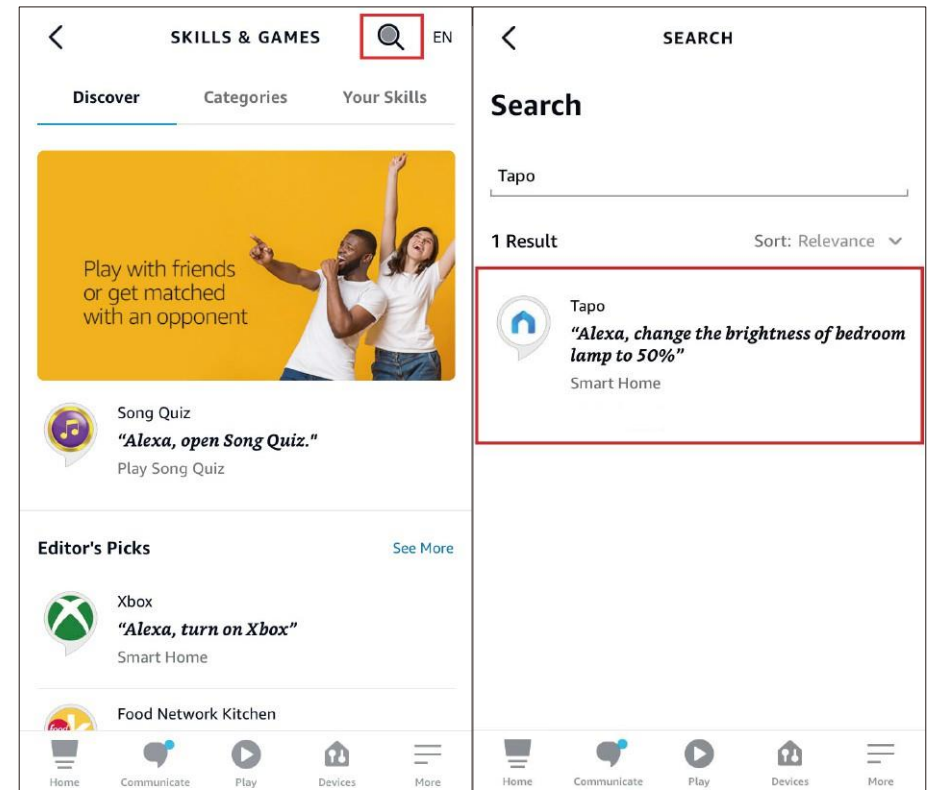 SKILLS & GAMES
EN
Discover
Categories
Your Skills
Play with friends
or get matched
with an opponent
Song Quiz
“Alexa, open Song Quiz."
Play Song Quiz
Editor's Picks
See More
Xbox
“Alexa, turn on Xbox”
Smart Home
food
Food Network Kitchen
Home
Communicate
Play
Devices
More
SEARCH
Search
Tapo
1 Result
Sort: Relevance
Tapo
“Alexa, change the brightness of bedroom
lamp to 50%”
Smart Home
Home
Communicate
Play
Devices
More